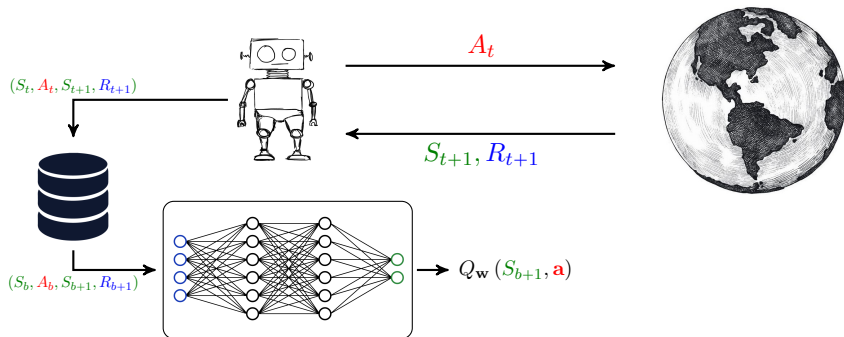 A_t
(S_t, A_t, S_{t+1}, R_{t+1})
S_{t+1}, R_{t+1}
(S_b, A_b, S_{b+1}, R_{b+1})
Q_w (S_{b+1}, a)